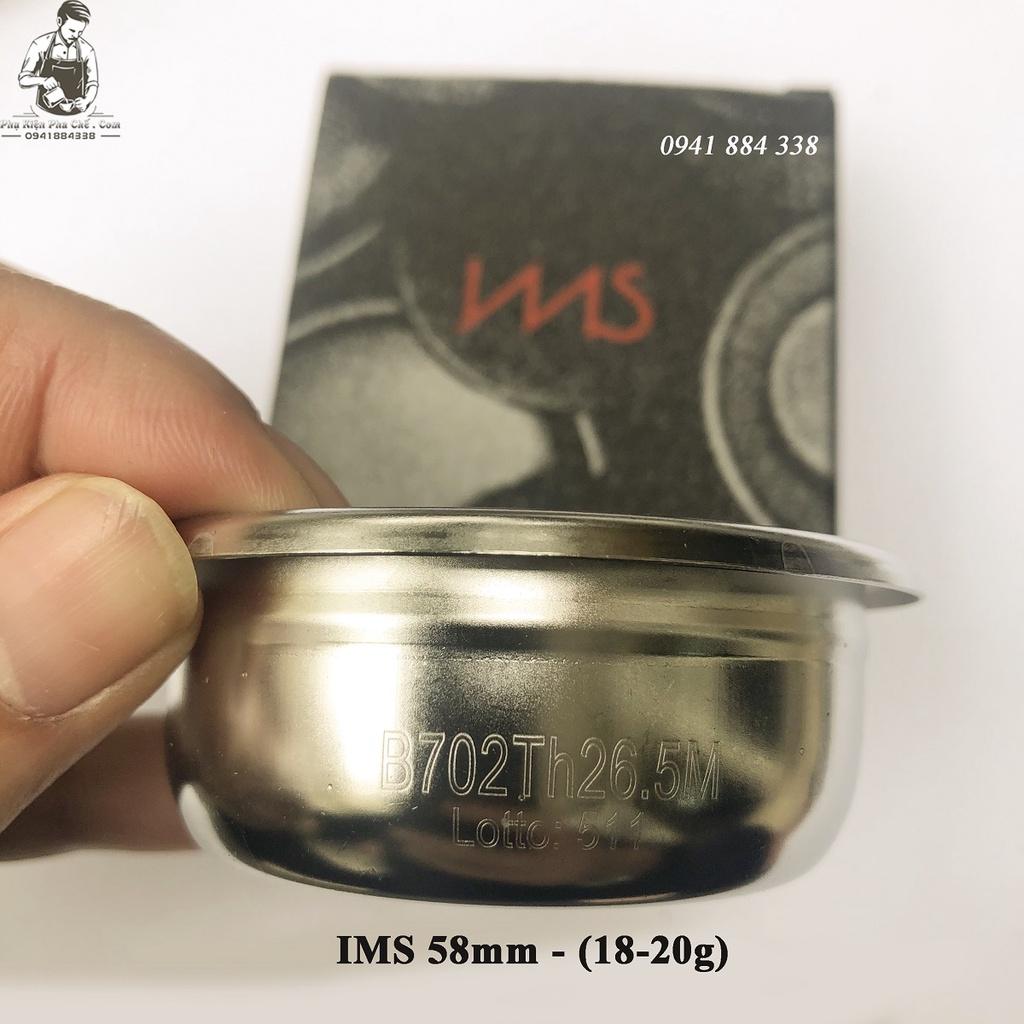 Phụ Kiện Pha Chế . Com
0941884338
0941 884 338
IMS
B702Th26.5M
Lotto: 511
IMS 58mm - (18-20g)